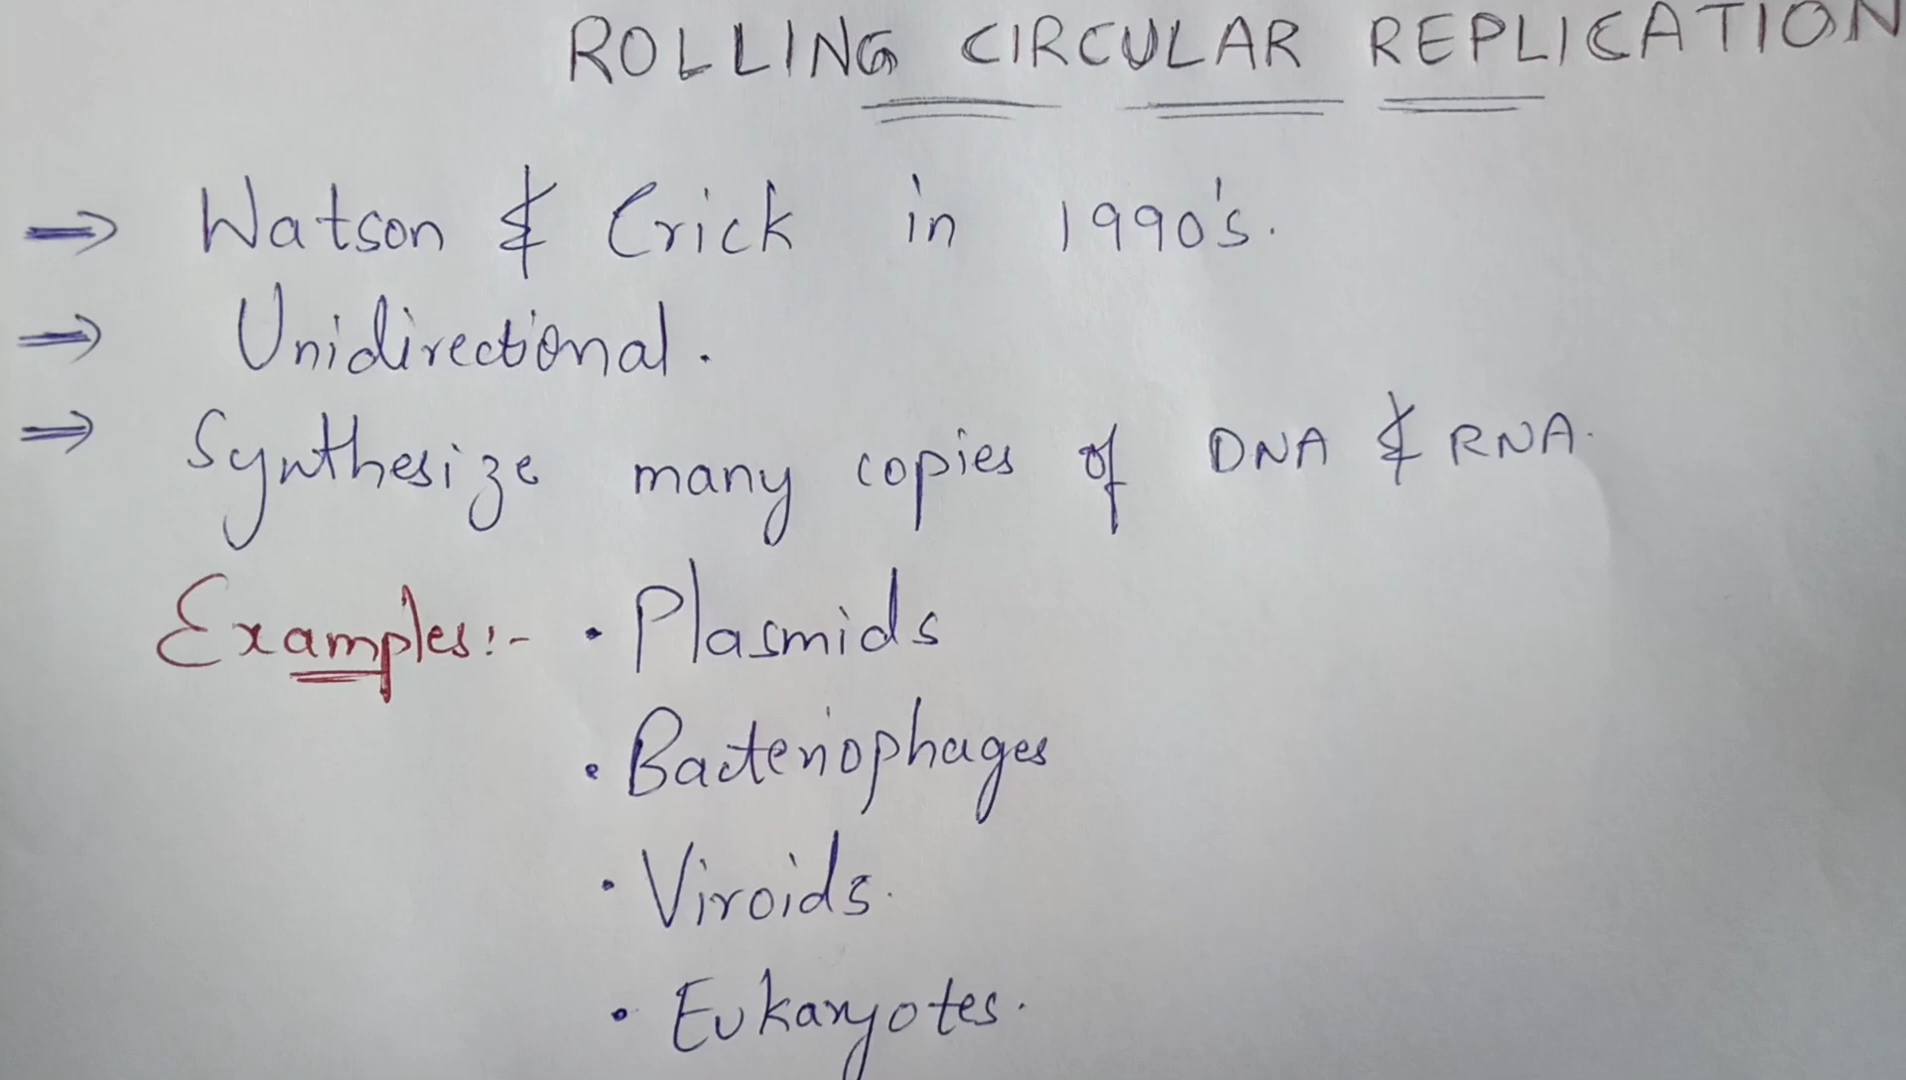 ROLLING CIRCULAR REPLICATION
⇒ Watson & Crick in 1990's.
⇒ Unidirectional.
⇒ Synthesize many copies of DNA & RNA.
Examples:- • Plasmids
• Bacteriophages
• Viroids.
• Eukaryotes.